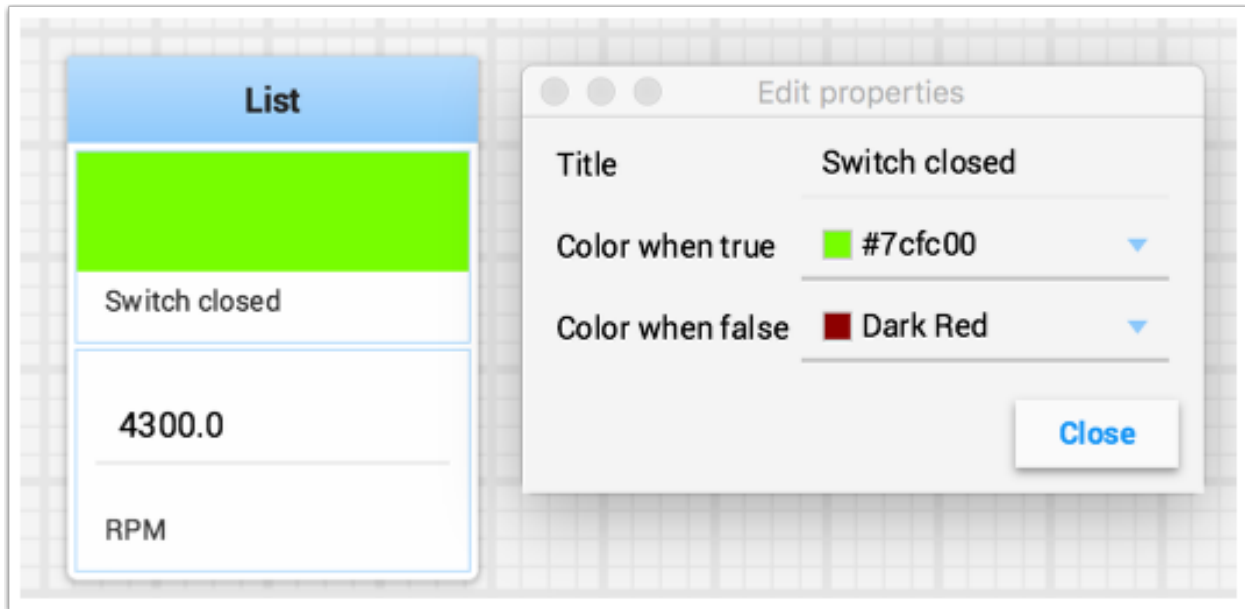 List
Switch closed
4300.0
RPM
Edit properties
Title Switch closed
Color when true #7cfc00
Color when false Dark Red
Close